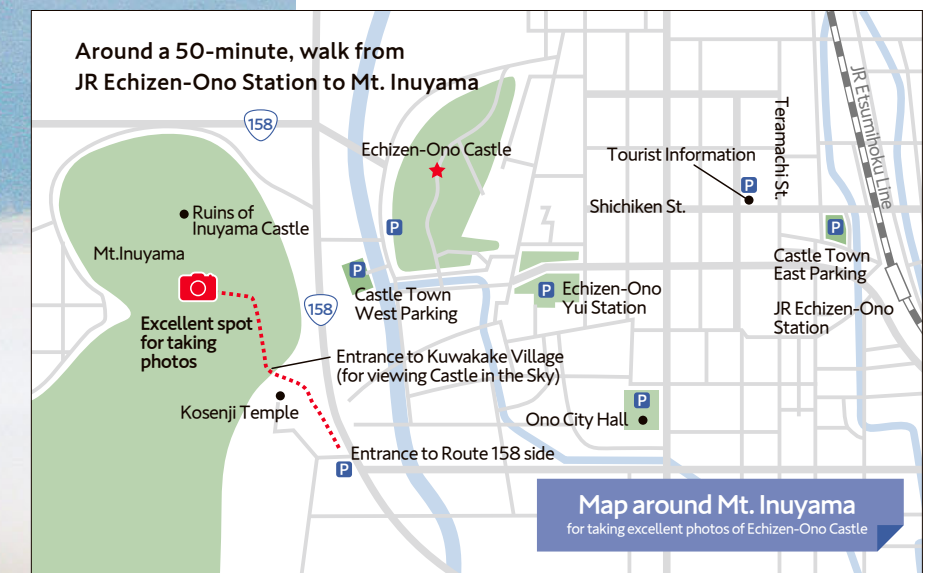 Around a 50-minute, walk from
JR Echizen-Ono Station to Mt. Inuyama
158
Echizen-Ono Castle
Tourist Information
P
Teramachi St.
JR Etsumihoku Line
Shichiken St.
Ruins of
Inuyama Castle
Mt.Inuyama
P
P
Castle Town
East Parking
P
Castle Town
West Parking
P
Echizen-Ono
Yui Station
JR Echizen-Ono
Station
158
Excellent spot
for taking
photos
Entrance to Kuwakake Village
(for viewing Castle in the Sky)
Kosenji Temple
P
Ono City Hall
Entrance to Route 158 side
P
Map around Mt. Inuyama
for taking excellent photos of Echizen-Ono Castle